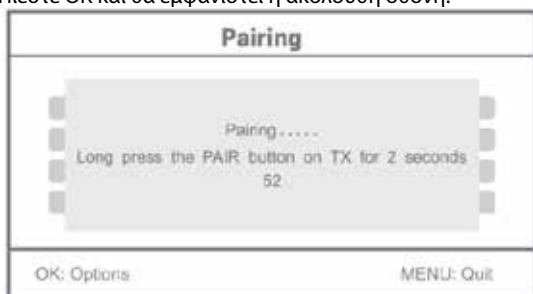 Πιέστε OK και θα εμφανιστεί η ακόλουθη οθόνη:
Pairing
Pairing.....
Long press the PAIR button on TX for 2 seconds
52
OK: Options
MENU: Quit